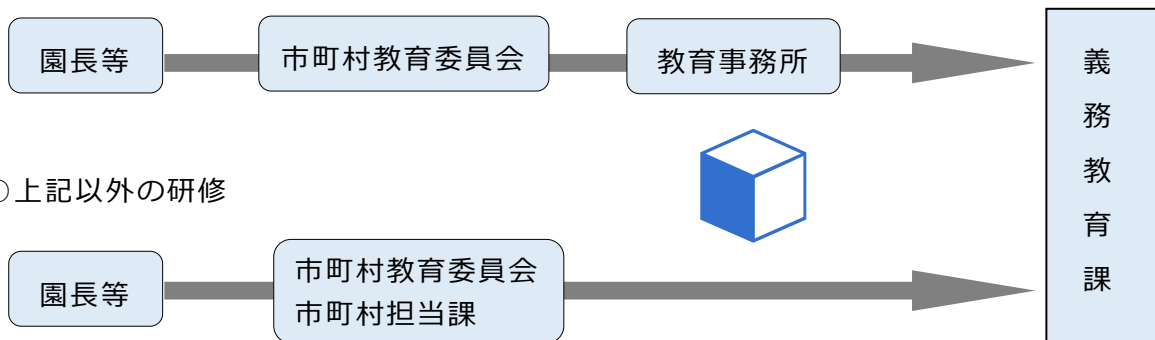 園長等
市町村教育委員会
教育事務所
義務教育課
○上記以外の研修
園長等
市町村教育委員会
市町村担当課